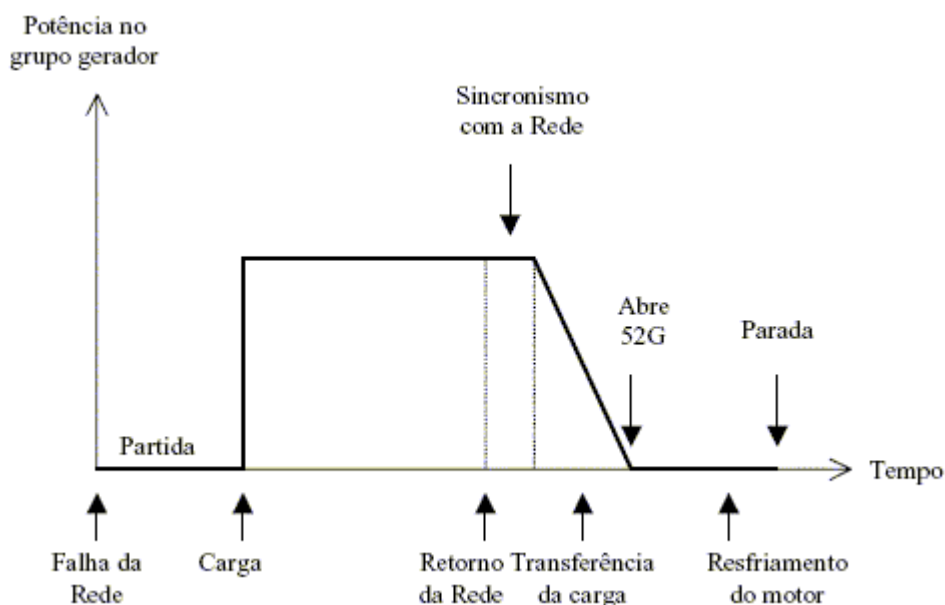 Potência no
grupo gerador
Sincronismo
com a Rede
Abre
52G
Parada
Partida
Tempo
Falha da
Rede
Carga
Retorno
da Rede
Transferência
da carga
Resfriamento
do motor